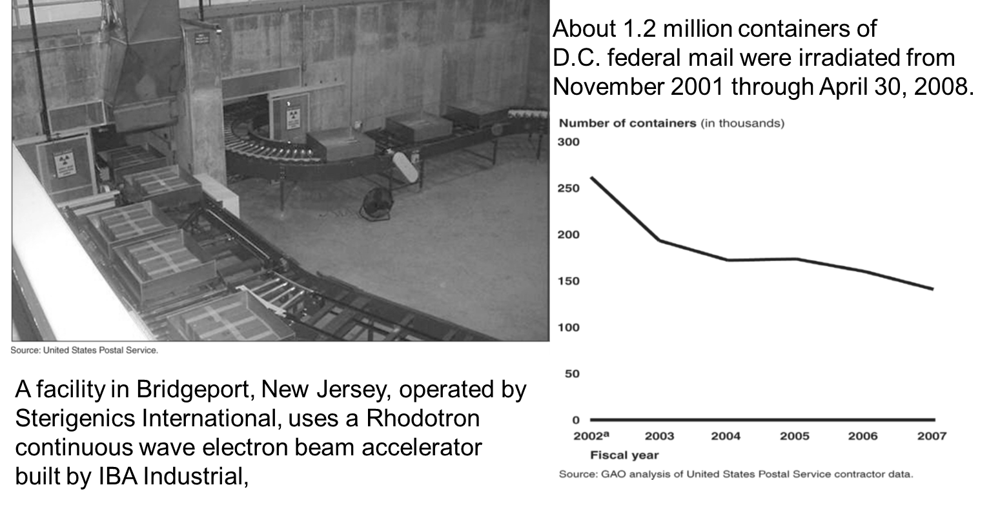 About 1.2 million containers of
D.C. federal mail were irradiated from
November 2001 through April 30, 2008.
Number of containers (in thousands)
300
250
200
150
100
50
0
2002a 2003 2004 2005 2006 2007
Fiscal year
Source: GAO analysis of United States Postal Service contractor data.
Source: United States Postal Service.
A facility in Bridgeport, New Jersey, operated by
Sterigenics International, uses a Rhodotron
continuous wave electron beam accelerator
built by IBA Industrial,